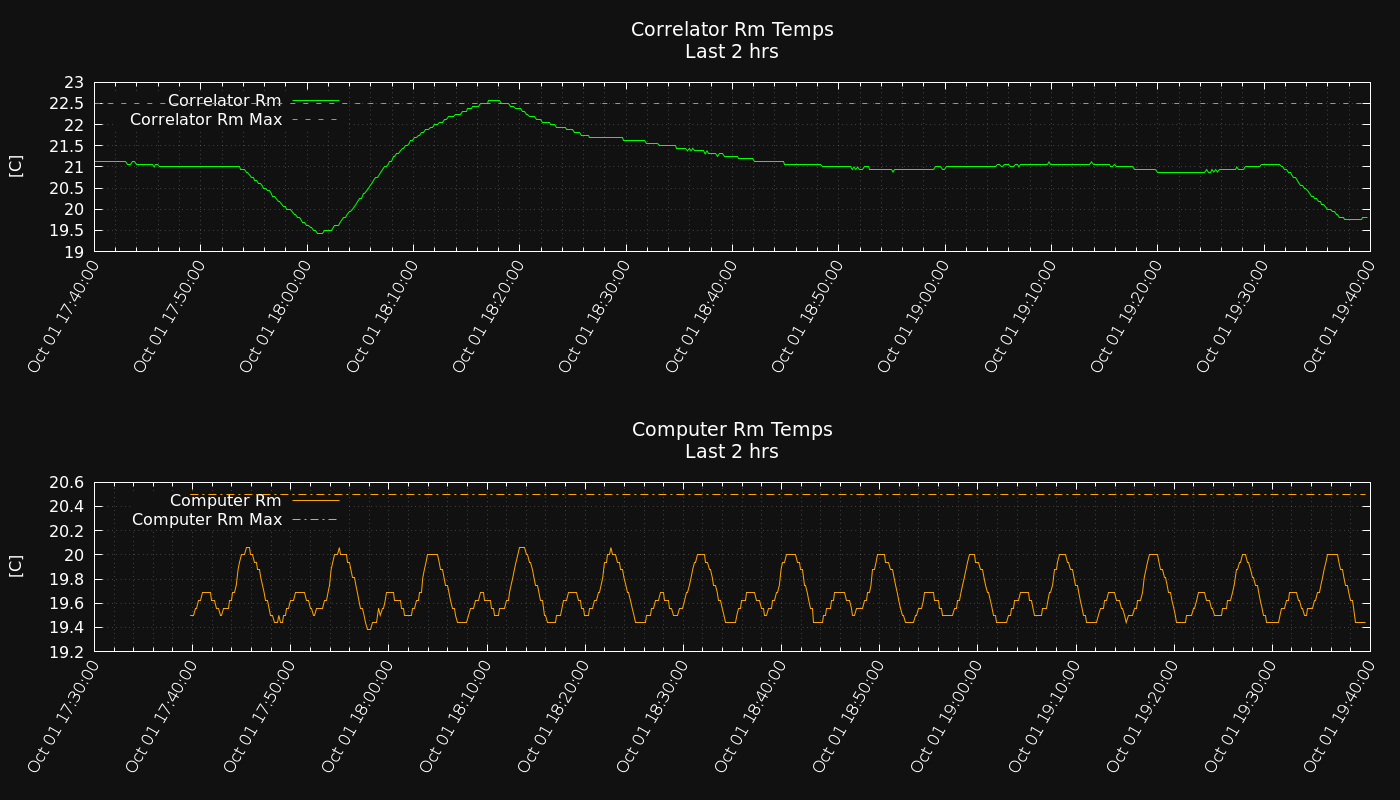 Correlator Rm Temps
Last 2 hrs
23
22.5
22
21.5
21
20.5
20
19.5
19
[C]
Correlator Rm
Correlator Rm Max
Oct 01 17:40:00
Oct 01 17:50:00
Oct 01 18:00:00
Oct 01 18:10:00
Oct 01 18:20:00
Oct 01 18:30:00
Oct 01 18:40:00
Oct 01 18:50:00
Oct 01 19:00:00
Oct 01 19:10:00
Oct 01 19:20:00
Oct 01 19:30:00
Oct 01 19:40:00
Computer Rm Temps
Last 2 hrs
20.6
20.4
20.2
20
19.8
19.6
19.4
19.2
[C]
Computer Rm
Computer Rm Max
Oct 01 17:30:00
Oct 01 17:40:00
Oct 01 17:50:00
Oct 01 18:00:00
Oct 01 18:10:00
Oct 01 18:20:00
Oct 01 18:30:00
Oct 01 18:40:00
Oct 01 18:50:00
Oct 01 19:00:00
Oct 01 19:10:00
Oct 01 19:20:00
Oct 01 19:30:00
Oct 01 19:40:00